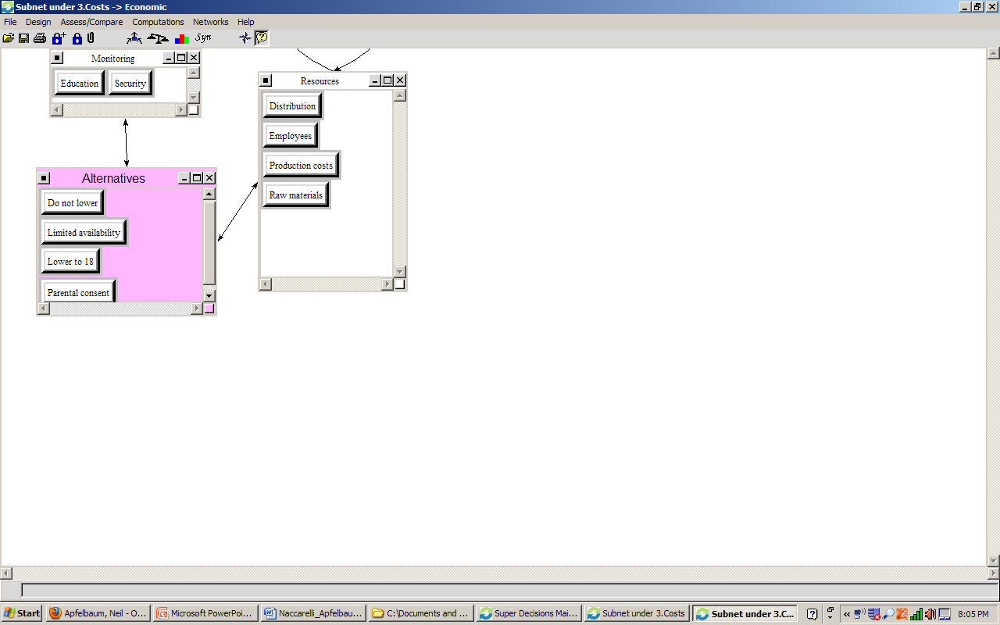 Subnet under 3.Costs -> Economic
File Design Assess/Compare Computations Networks Help
Syn
Monitoring
Education Security
Resources
Distribution
Employees
Production costs
Raw materials
Alternatives
Do not lower
Limited availability
Lower to 18
Parental consent
Start Apfelbaum, Neil - O... Microsoft PowerPoi... Naccarelli_Apfelbau... C:\Documents and ... Super Decisions Mai... Subnet under 3.Costs Subnet under 3.C... 8:05 PM